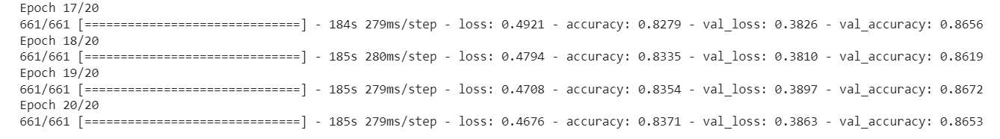 Epoch 17/20
661/661 [==============================] - 184s 279ms/step - loss: 0.4921 - accuracy: 0.8279 - val_loss: 0.3826 - val_accuracy: 0.8656
Epoch 18/20
661/661 [==============================] - 185s 280ms/step - loss: 0.4794 - accuracy: 0.8335 - val_loss: 0.3810 - val_accuracy: 0.8619
Epoch 19/20
661/661 [==============================] - 185s 279ms/step - loss: 0.4708 - accuracy: 0.8354 - val_loss: 0.3897 - val_accuracy: 0.8672
Epoch 20/20
661/661 [==============================] - 185s 279ms/step - loss: 0.4676 - accuracy: 0.8371 - val_loss: 0.3863 - val_accuracy: 0.8653